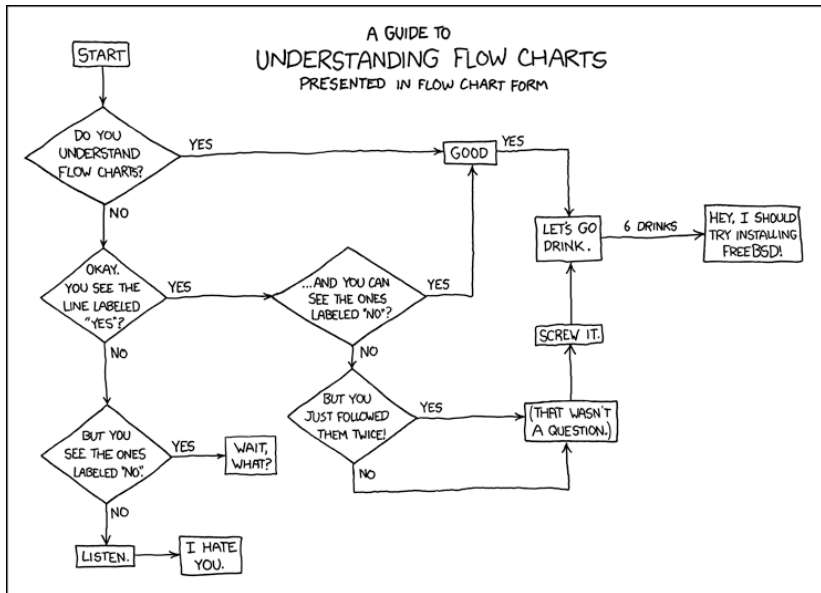 A GUIDE TO
UNDERSTANDING FLOW CHARTS
PRESENTED IN FLOW CHART FORM
START
DO YOU
UNDERSTAND
FLOW CHARTS?
YES
GOOD
YES
NO
LET'S GO
DRINK.
6 DRINKS
HEY, I SHOULD
TRY INSTALLING
FREEBSD!
OKAY.
YOU SEE THE
LINE LABELED
"YES"?
YES
...AND YOU CAN
SEE THE ONES
LABELED "NO"?
YES
SCREW IT.
NO
NO
BUT YOU
JUST FOLLOWED
THEM TWICE!
YES
(THAT WASN'T
A QUESTION.)
NO
BUT YOU
SEE THE ONES
LABELED "NO".
YES
WAIT,
WHAT?
NO
LISTEN.
I HATE
YOU.